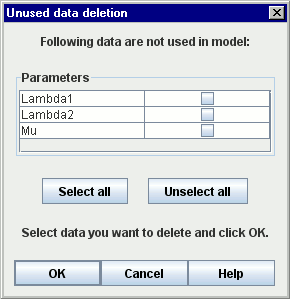 Unused data deletion
Following data are not used in model:
Parameters
Lambda1
Lambda2
Mu
Select all Unselect all
Select data you want to delete and click OK.
OK Cancel Help